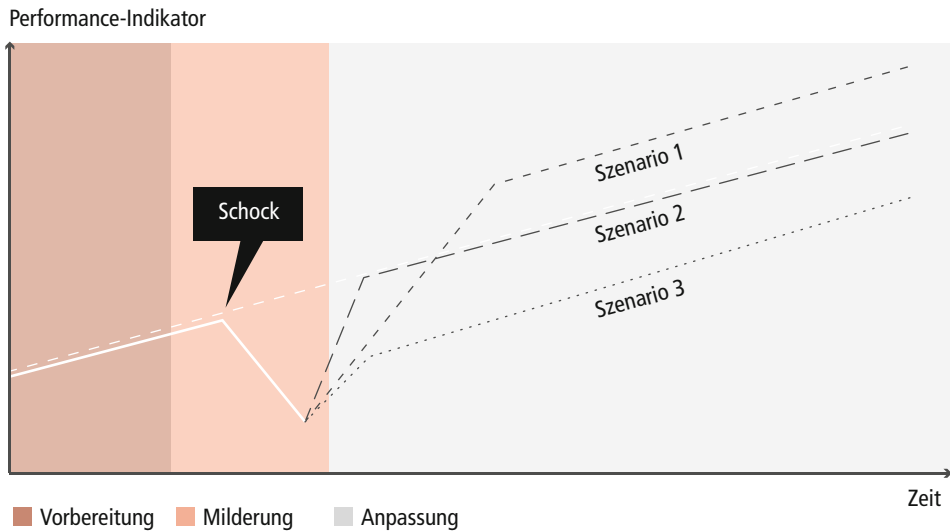 Performance-Indikator
Schock
Szenario 1
Szenario 2
Szenario 3
Zeit
Vorbereitung
Milderung
Anpassung